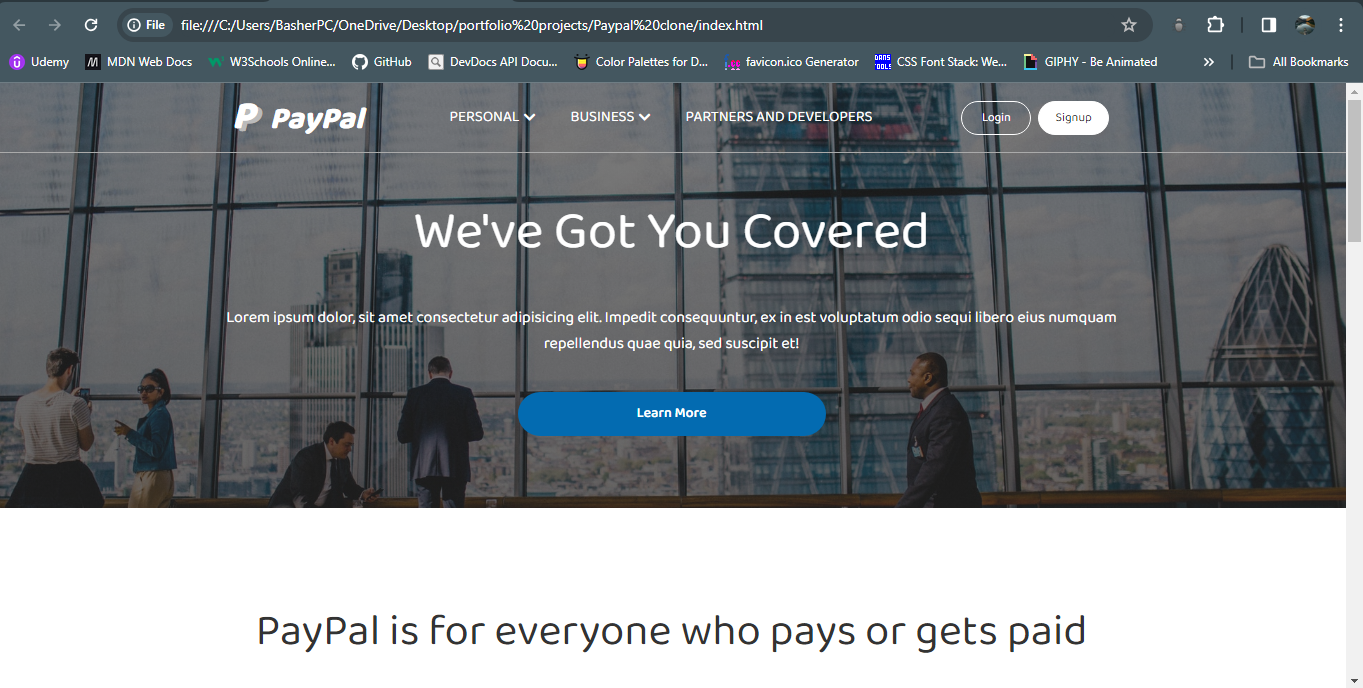 File file:///C:/Users/BasherPC/OneDrive/Desktop/portfolio%20projects/Paypal%20clone/index.html
Udemy MDN Web Docs W3Schools Online... GitHub DevDocs API Docu... Color Palettes for D... favicon.ico Generator CSS Font Stack: We... GIPHY - Be Animated » All Bookmarks
PayPal PERSONAL BUSINESS PARTNERS AND DEVELOPERS Login Signup
We've Got You Covered
Lorem ipsum dolor, sit amet consectetur adipisicing elit. Impedit consequuntur, ex in est voluptatum odio sequi libero eius numquam
repellendus quae quia, sed suscipit et!
Learn More
PayPal is for everyone who pays or gets paid